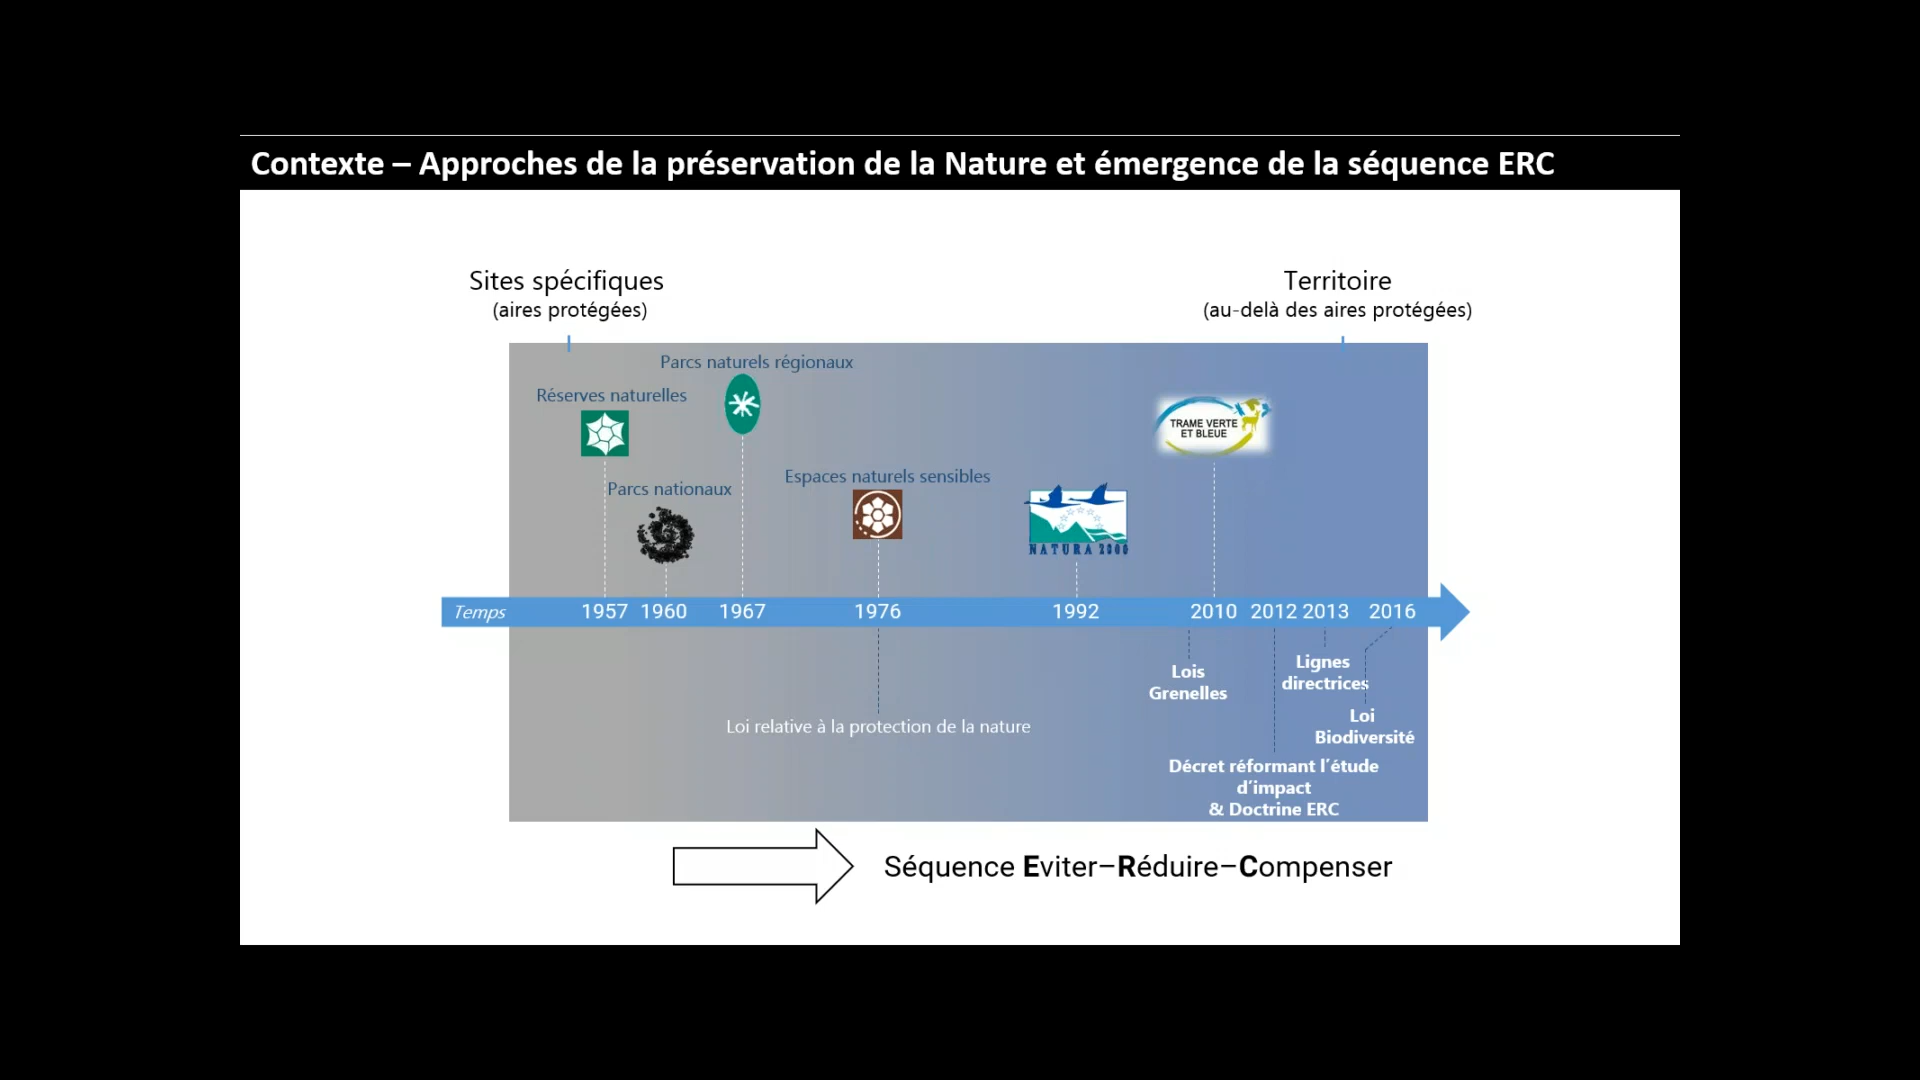 Contexte – Approches de la préservation de la Nature et émergence de la séquence ERC
Sites spécifiques
(aires protégées)
Territoire
(au-delà des aires protégées)
Parcs naturels régionaux
Réserves naturelles
TRAME VERTE
ET BLEUE
Espaces naturels sensibles
Parcs nationaux
NATURA 2000
Temps 1957 1960 1967 1976 1992 2010 2012 2013 2016
Lois
Grenelles
Lignes
directrices
Loi
Biodiversité
Loi relative à la protection de la nature
Décret réformant l’étude
d’impact
& Doctrine ERC
Séquence Eviter–Réduire–Compenser